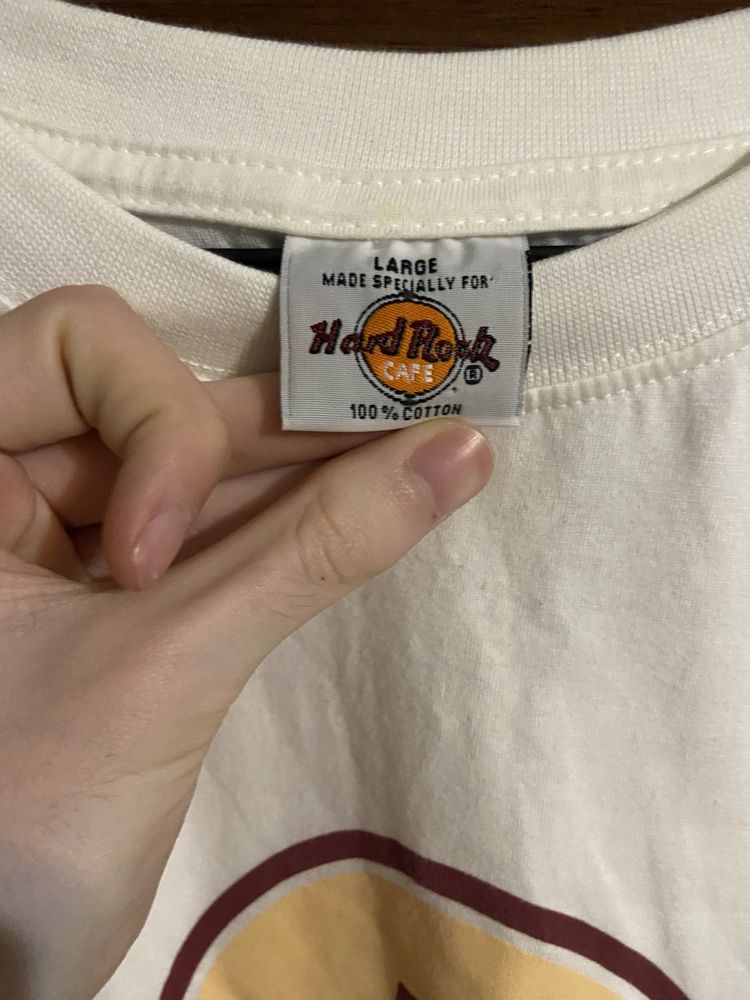 LARGE
MADE SPECIALLY FOR
Hard Rock
CAFE ®
100% COTTON